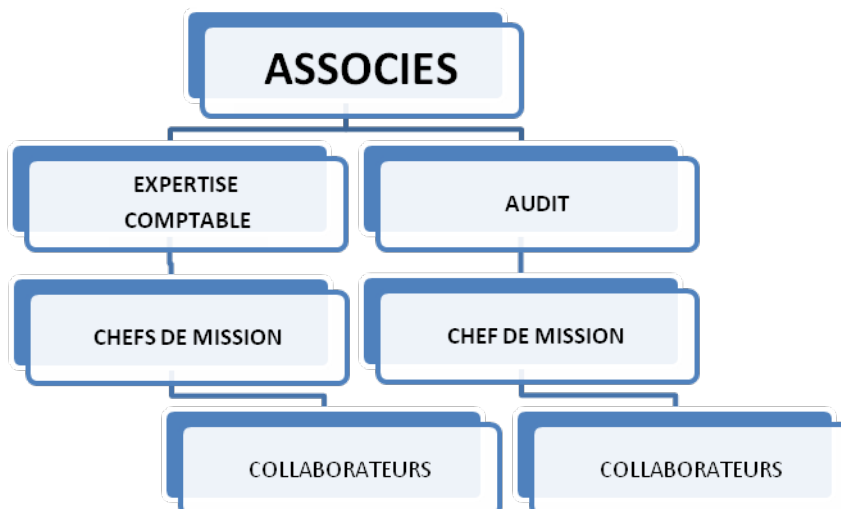 ASSOCIES
EXPERTISE
COMPTABLE
AUDIT
CHEFS DE MISSION
CHEF DE MISSION
COLLABORATEURS
COLLABORATEURS